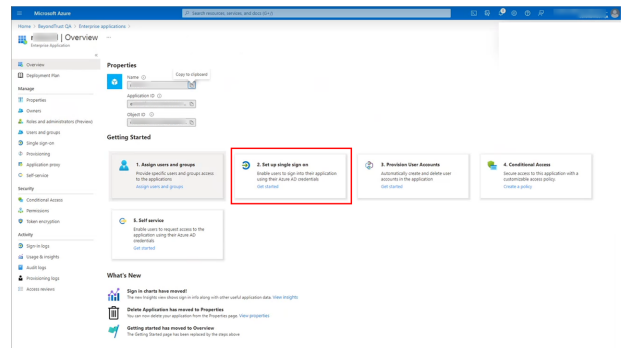 Microsoft Azure
Search resources, services, and docs (G+/)
Home > BeyondTrust QA > Enterprise applications >
| Overview
Enterprise Application
Overview
Deployment Plan
Manage
Properties
Owners
Roles and administrators (Preview)
Users and groups
Single sign-on
Provisioning
Application proxy
Self-service
Security
Conditional Access
Permissions
Token encryption
Activity
Sign-in logs
Usage & insights
Audit logs
Provisioning logs
Access reviews
Properties
Copy to clipboard
Name
Application ID
Object ID
Getting Started
1. Assign users and groups
Provide specific users and groups access
to the applications
Assign users and groups
2. Set up single sign on
Enable users to sign into their application
using their Azure AD credentials
Get started
3. Provision User Accounts
Automatically create and delete user
accounts in the application
Get started
4. Conditional Access
Secure access to this application with a
customizable access policy.
Create a policy
5. Self service
Enable users to request access to the
application using their Azure AD
credentials
Get started
What's New
Sign in charts have moved!
The new Insights view shows sign in info along with other useful application data. View insights
Delete Application has moved to Properties
You can now delete your application from the Properties page. View properties
Getting started has moved to Overview
The Getting Started page has been replaced by the steps above